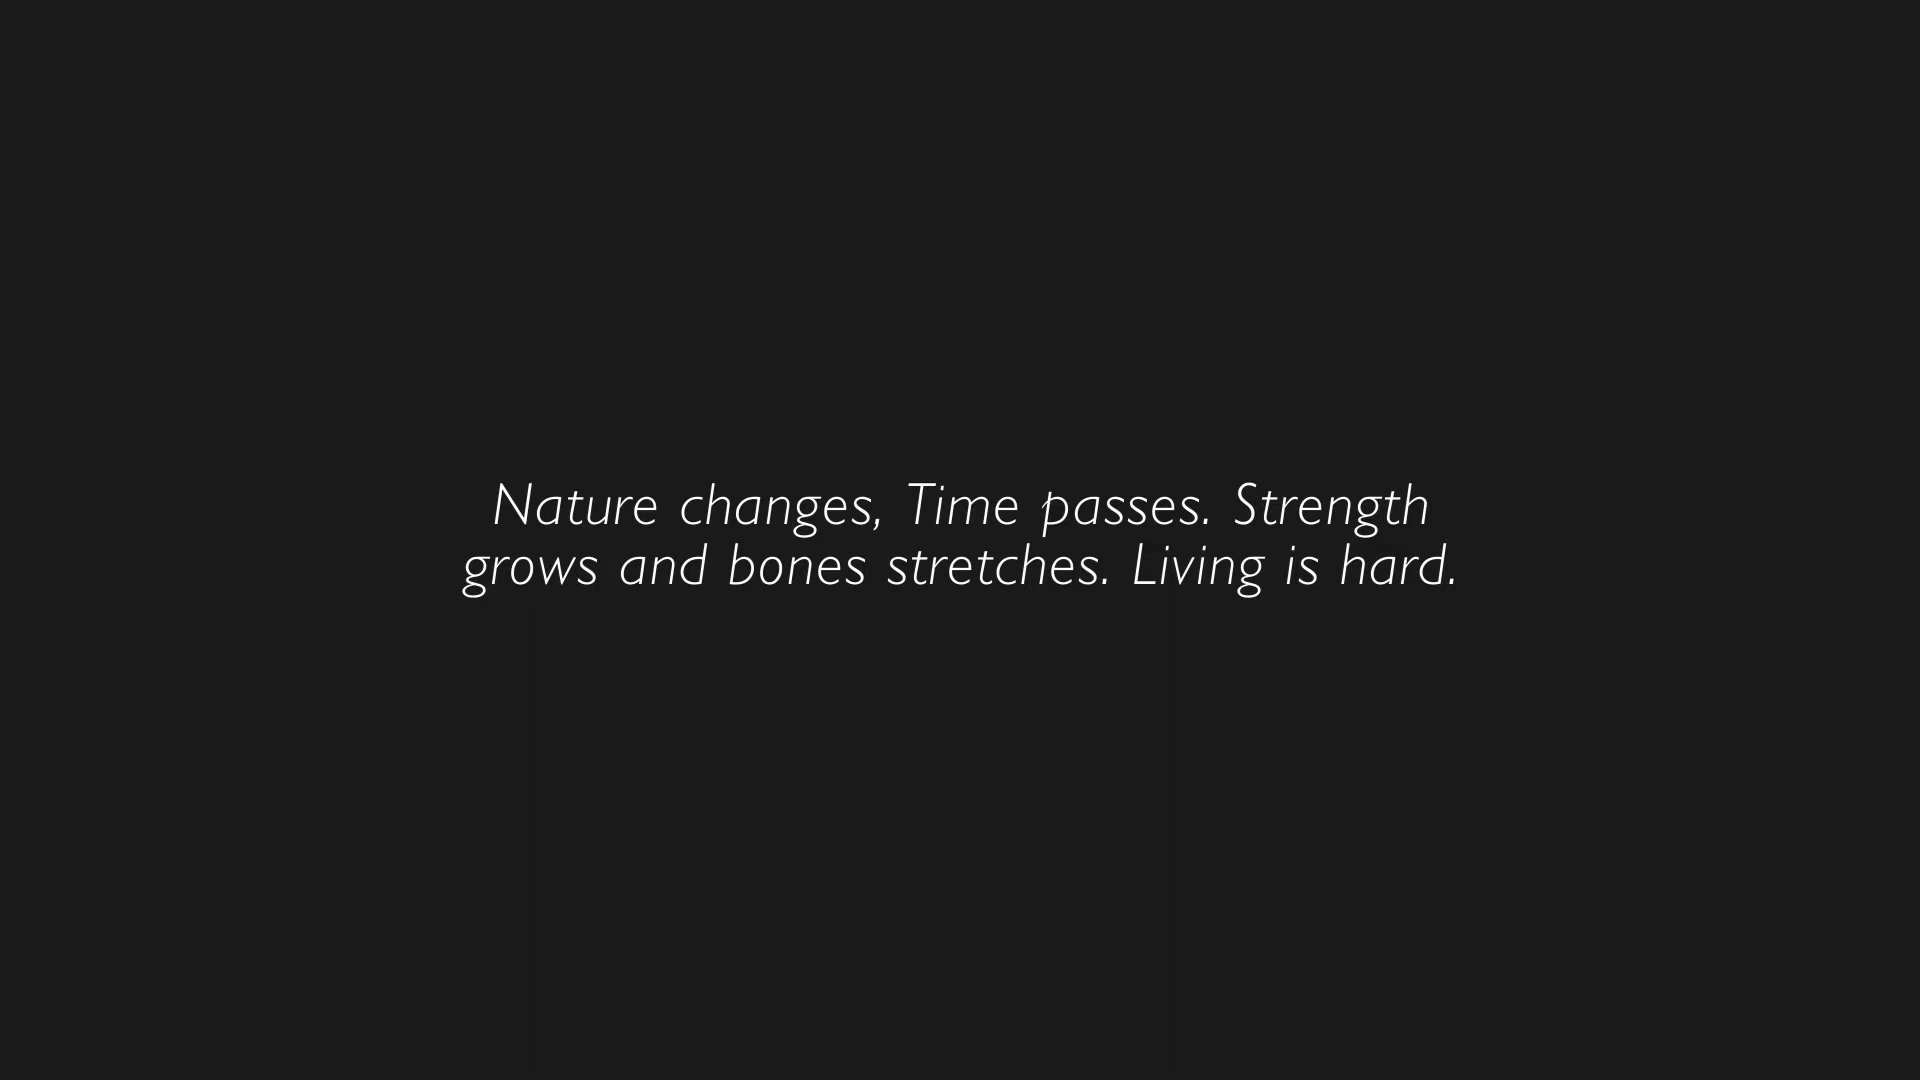 Nature changes, Time passes. Strength
grows and bones stretches. Living is hard.